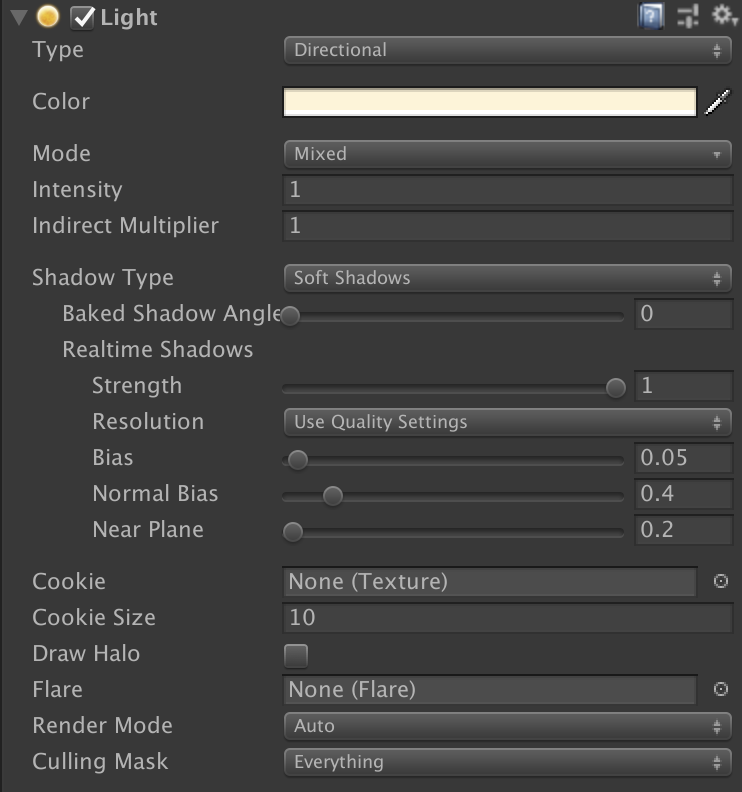 Light
Type Directional
Color
Mode Mixed
Intensity 1
Indirect Multiplier 1
Shadow Type Soft Shadows
Baked Shadow Angle 0
Realtime Shadows
Strength 1
Resolution Use Quality Settings
Bias 0.05
Normal Bias 0.4
Near Plane 0.2
Cookie None (Texture)
Cookie Size 10
Draw Halo
Flare None (Flare)
Render Mode Auto
Culling Mask Everything